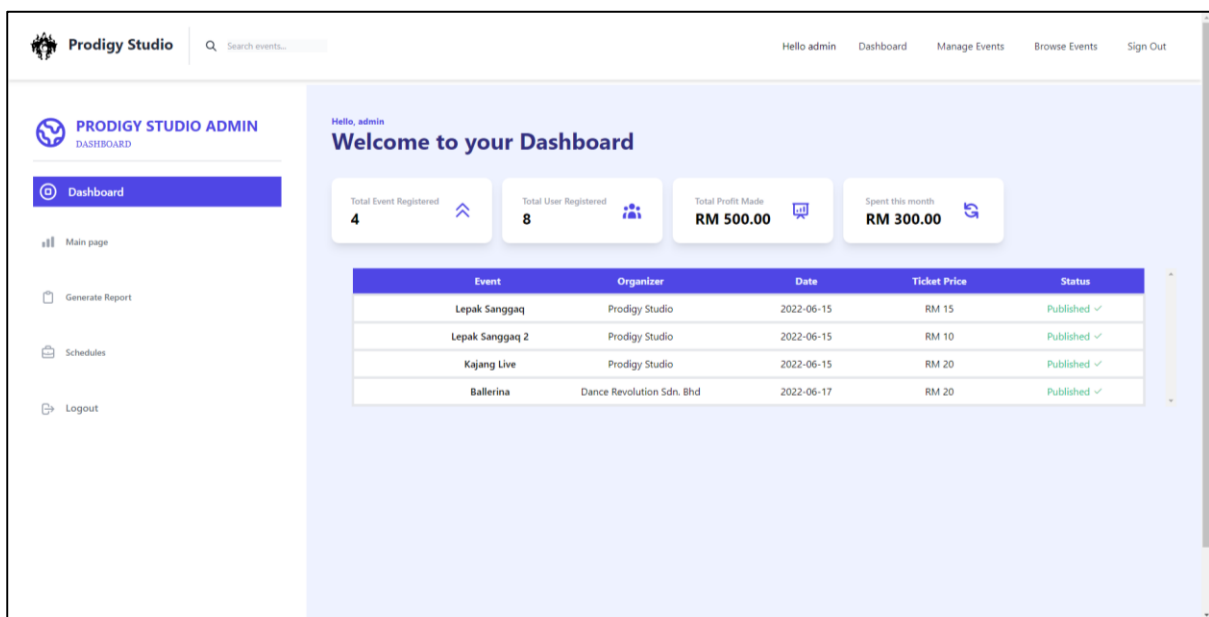 Prodigy Studio Search events... Hello admin Dashboard Manage Events Browse Events Sign Out
PRODIGY STUDIO ADMIN
DASHBOARD
Dashboard
Main page
Generate Report
Schedules
Logout
Hello, admin
Welcome to your Dashboard
Total Event Registered
4
Total User Registered
8
Total Profit Made
RM 500.00
Spent this month
RM 300.00
Event Organizer Date Ticket Price Status
Lepak Sanggaq Prodigy Studio 2022-06-15 RM 15 Published ✓
Lepak Sanggaq 2 Prodigy Studio 2022-06-15 RM 10 Published ✓
Kajang Live Prodigy Studio 2022-06-15 RM 20 Published ✓
Ballerina Dance Revolution Sdn. Bhd 2022-06-17 RM 20 Published ✓